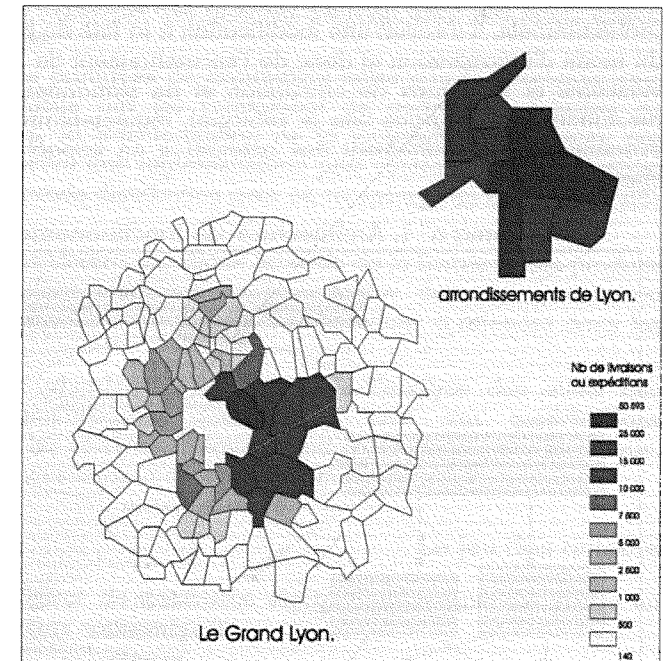 arrondissements de Lyon.
Nb de livraisons
ou expéditions
50 593
25 000
15 000
10 000
7 500
5 000
2 500
1 000
500
140
Le Grand Lyon.